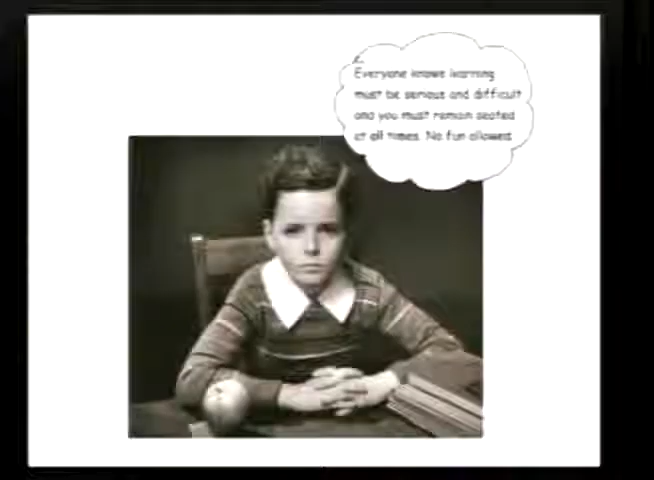 Everyone knows learning
must be serious and difficult
and you must remain seated
at all times. No fun allowed.